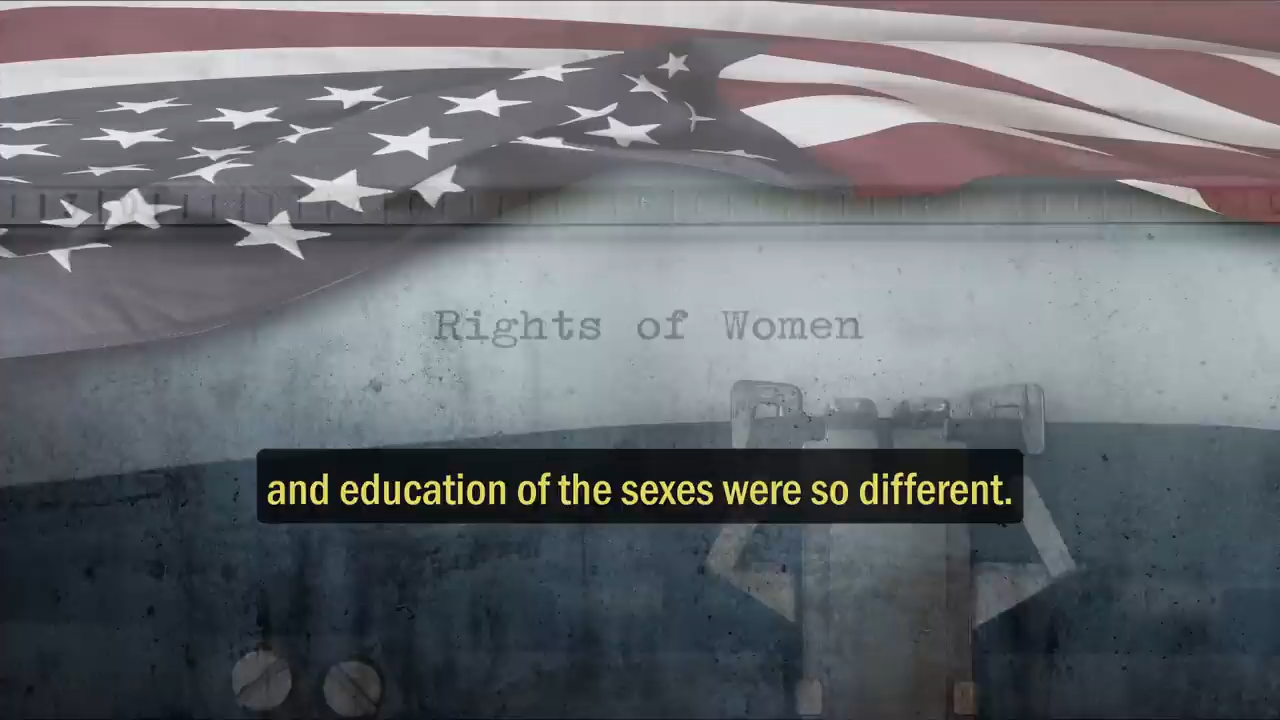 Rights of Women
and education of the sexes were so different.